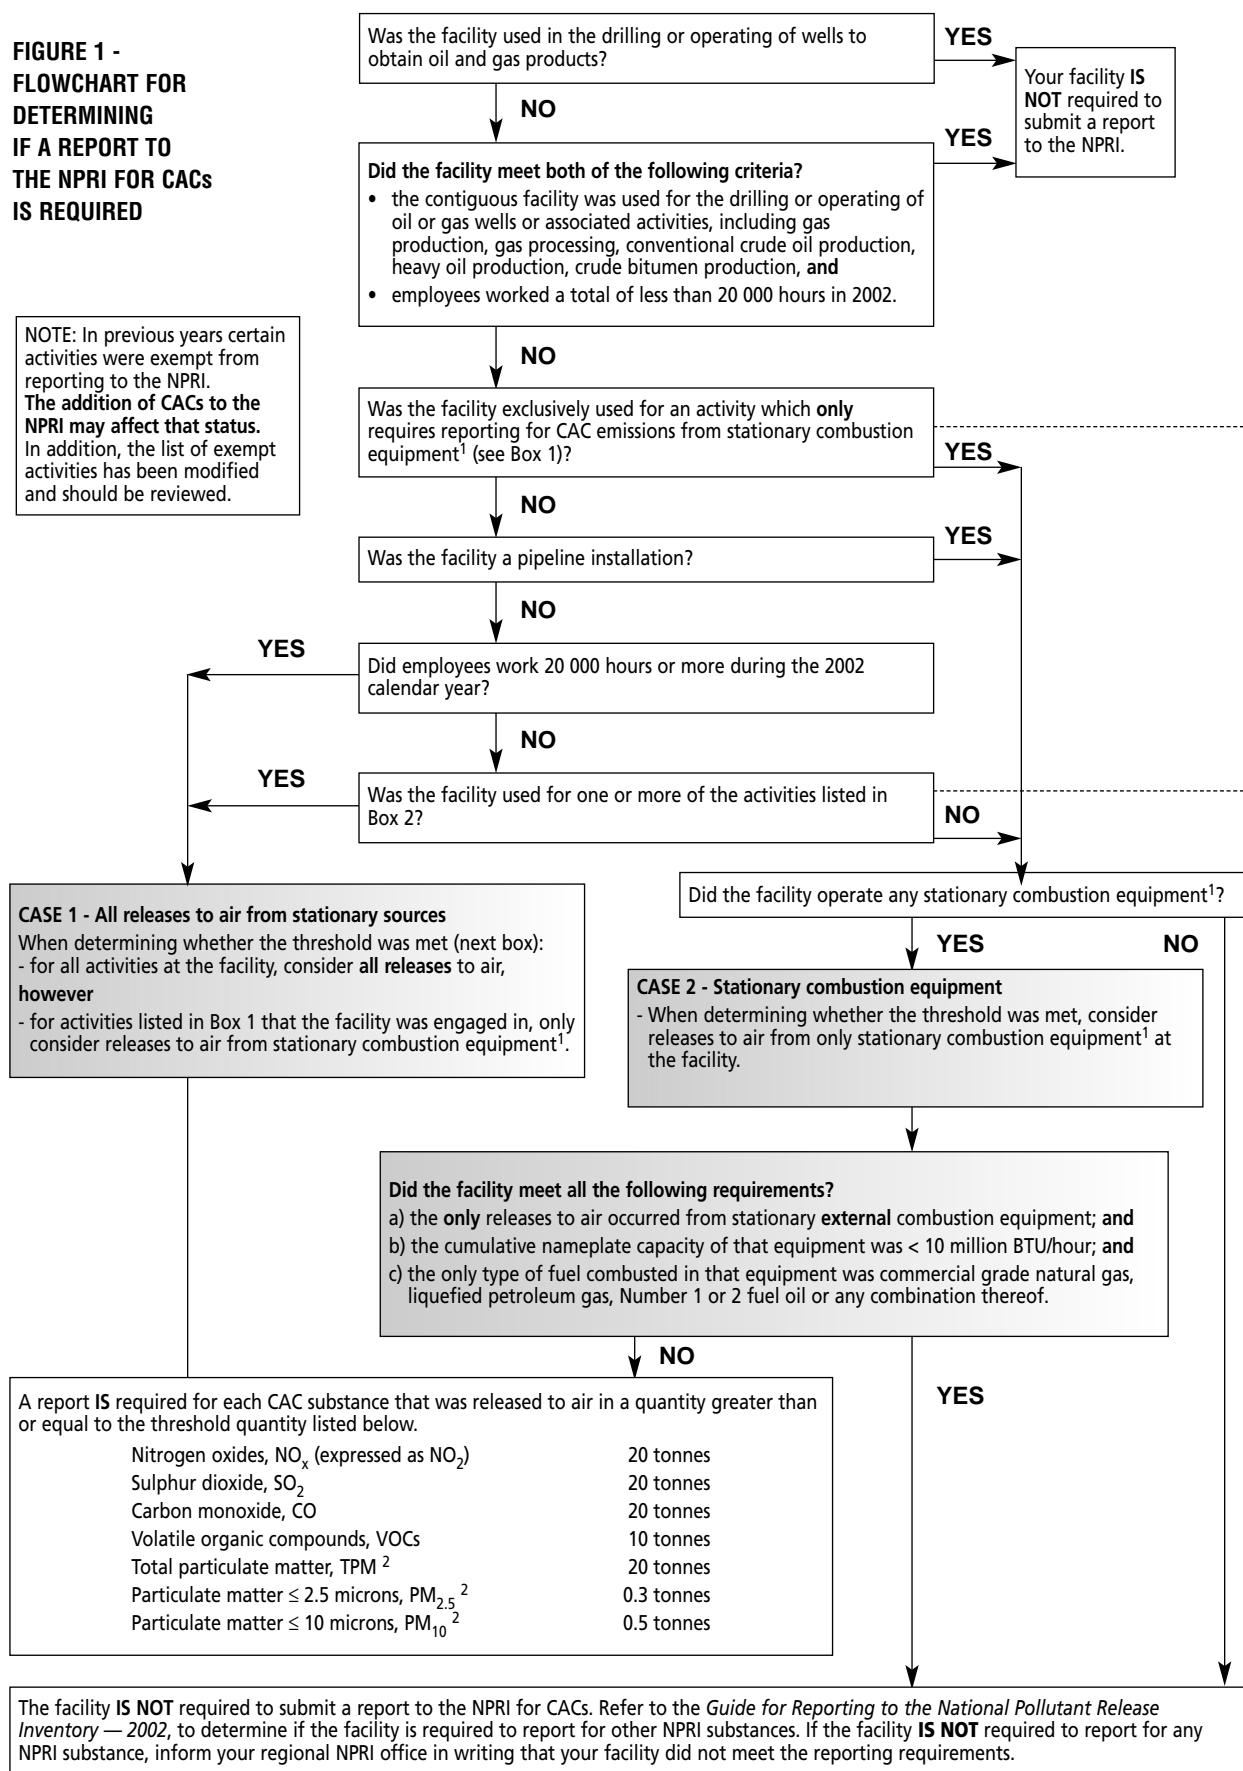 FIGURE 1 -
FLOWCHART FOR
DETERMINING
IF A REPORT TO
THE NPRI FOR CACs
IS REQUIRED
Was the facility used in the drilling or operating of wells to
obtain oil and gas products?
YES
Your facility IS
NOT required to
submit a report
to the NPRI.
NO
YES
Did the facility meet both of the following criteria?
• the contiguous facility was used for the drilling or operating of
oil or gas wells or associated activities, including gas
production, gas processing, conventional crude oil production,
heavy oil production, crude bitumen production, and
• employees worked a total of less than 20 000 hours in 2002.
NOTE: In previous years certain
activities were exempt from
reporting to the NPRI.
The addition of CACs to the
NPRI may affect that status.
In addition, the list of exempt
activities has been modified
and should be reviewed.
NO
Was the facility exclusively used for an activity which only
requires reporting for CAC emissions from stationary combustion
equipment¹ (see Box 1)?
YES
NO
Was the facility a pipeline installation?
YES
NO
YES
Did employees work 20 000 hours or more during the 2002
calendar year?
NO
YES
Was the facility used for one or more of the activities listed in
Box 2?
NO
CASE 1 - All releases to air from stationary sources
When determining whether the threshold was met (next box):
- for all activities at the facility, consider all releases to air,
however
- for activities listed in Box 1 that the facility was engaged in, only
consider releases to air from stationary combustion equipment¹.
Did the facility operate any stationary combustion equipment¹?
YES
NO
CASE 2 - Stationary combustion equipment
- When determining whether the threshold was met, consider
releases to air from only stationary combustion equipment¹ at
the facility.
Did the facility meet all the following requirements?
a) the only releases to air occurred from stationary external combustion equipment; and
b) the cumulative nameplate capacity of that equipment was < 10 million BTU/hour; and
c) the only type of fuel combusted in that equipment was commercial grade natural gas,
liquefied petroleum gas, Number 1 or 2 fuel oil or any combination thereof.
NO
YES
A report IS required for each CAC substance that was released to air in a quantity greater than
or equal to the threshold quantity listed below.
Nitrogen oxides, NOx (expressed as NO₂) 20 tonnes
Sulphur dioxide, SO₂ 20 tonnes
Carbon monoxide, CO 20 tonnes
Volatile organic compounds, VOCs 10 tonnes
Total particulate matter, TPM ² 20 tonnes
Particulate matter ≤ 2.5 microns, PM₂.₅ ² 0.3 tonnes
Particulate matter ≤ 10 microns, PM₁₀ ² 0.5 tonnes
The facility IS NOT required to submit a report to the NPRI for CACs. Refer to the Guide for Reporting to the National Pollutant Release
Inventory — 2002, to determine if the facility is required to report for other NPRI substances. If the facility IS NOT required to report for any
NPRI substance, inform your regional NPRI office in writing that your facility did not meet the reporting requirements.